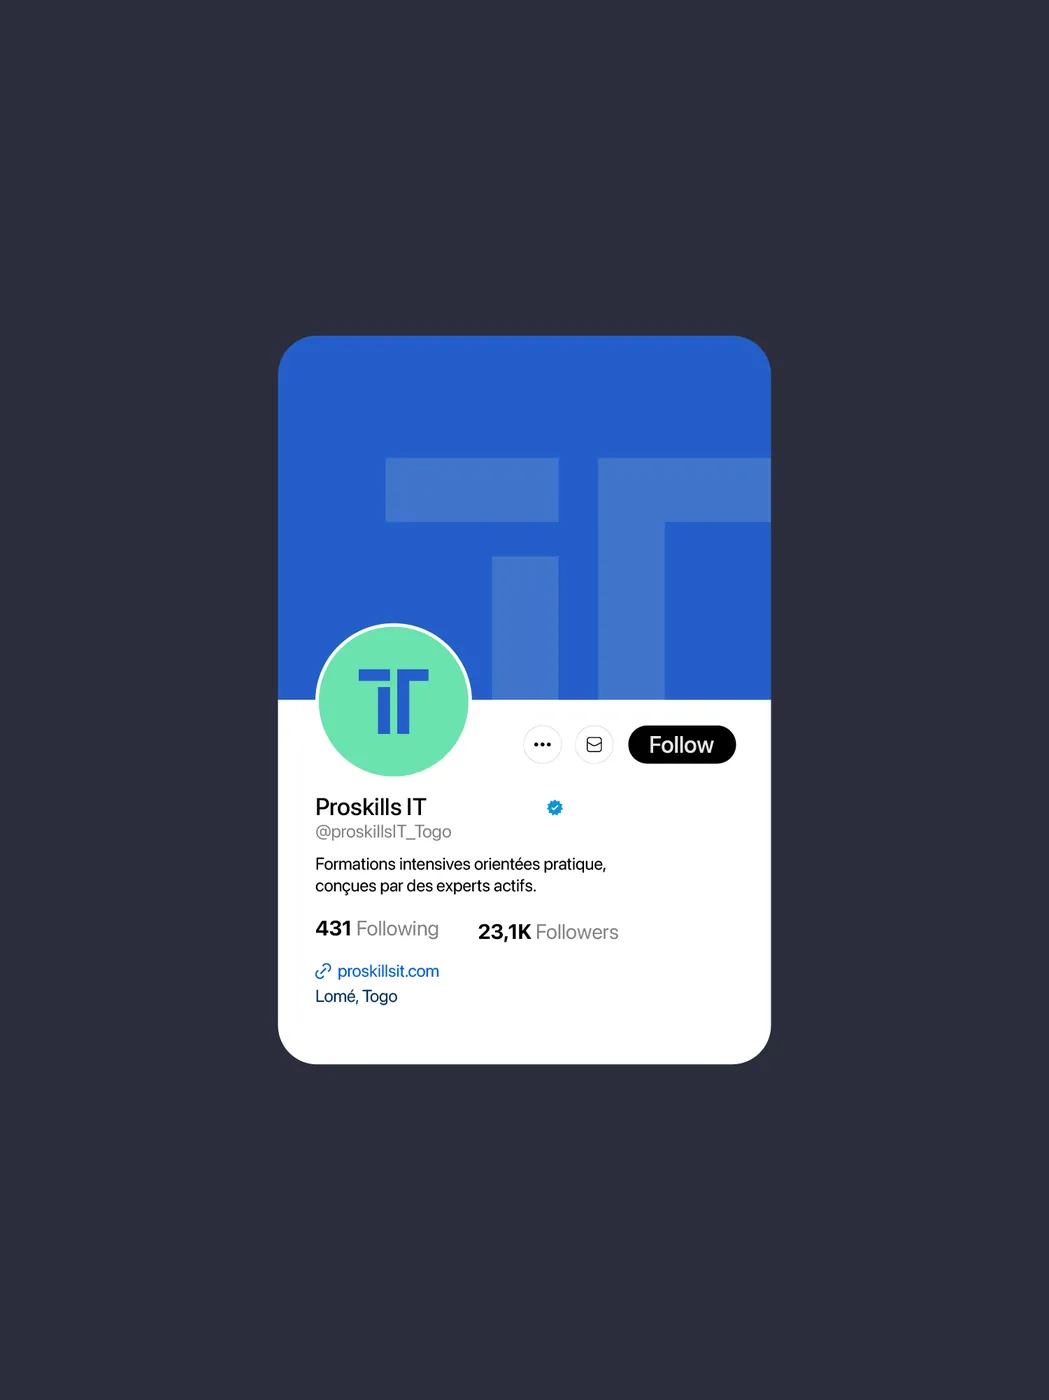 Follow
Proskills IT
@proskillsIT_Togo
Formations intensives orientées pratique,
conçues par des experts actifs.
431 Following 23,1K Followers
proskillsit.com
Lomé, Togo